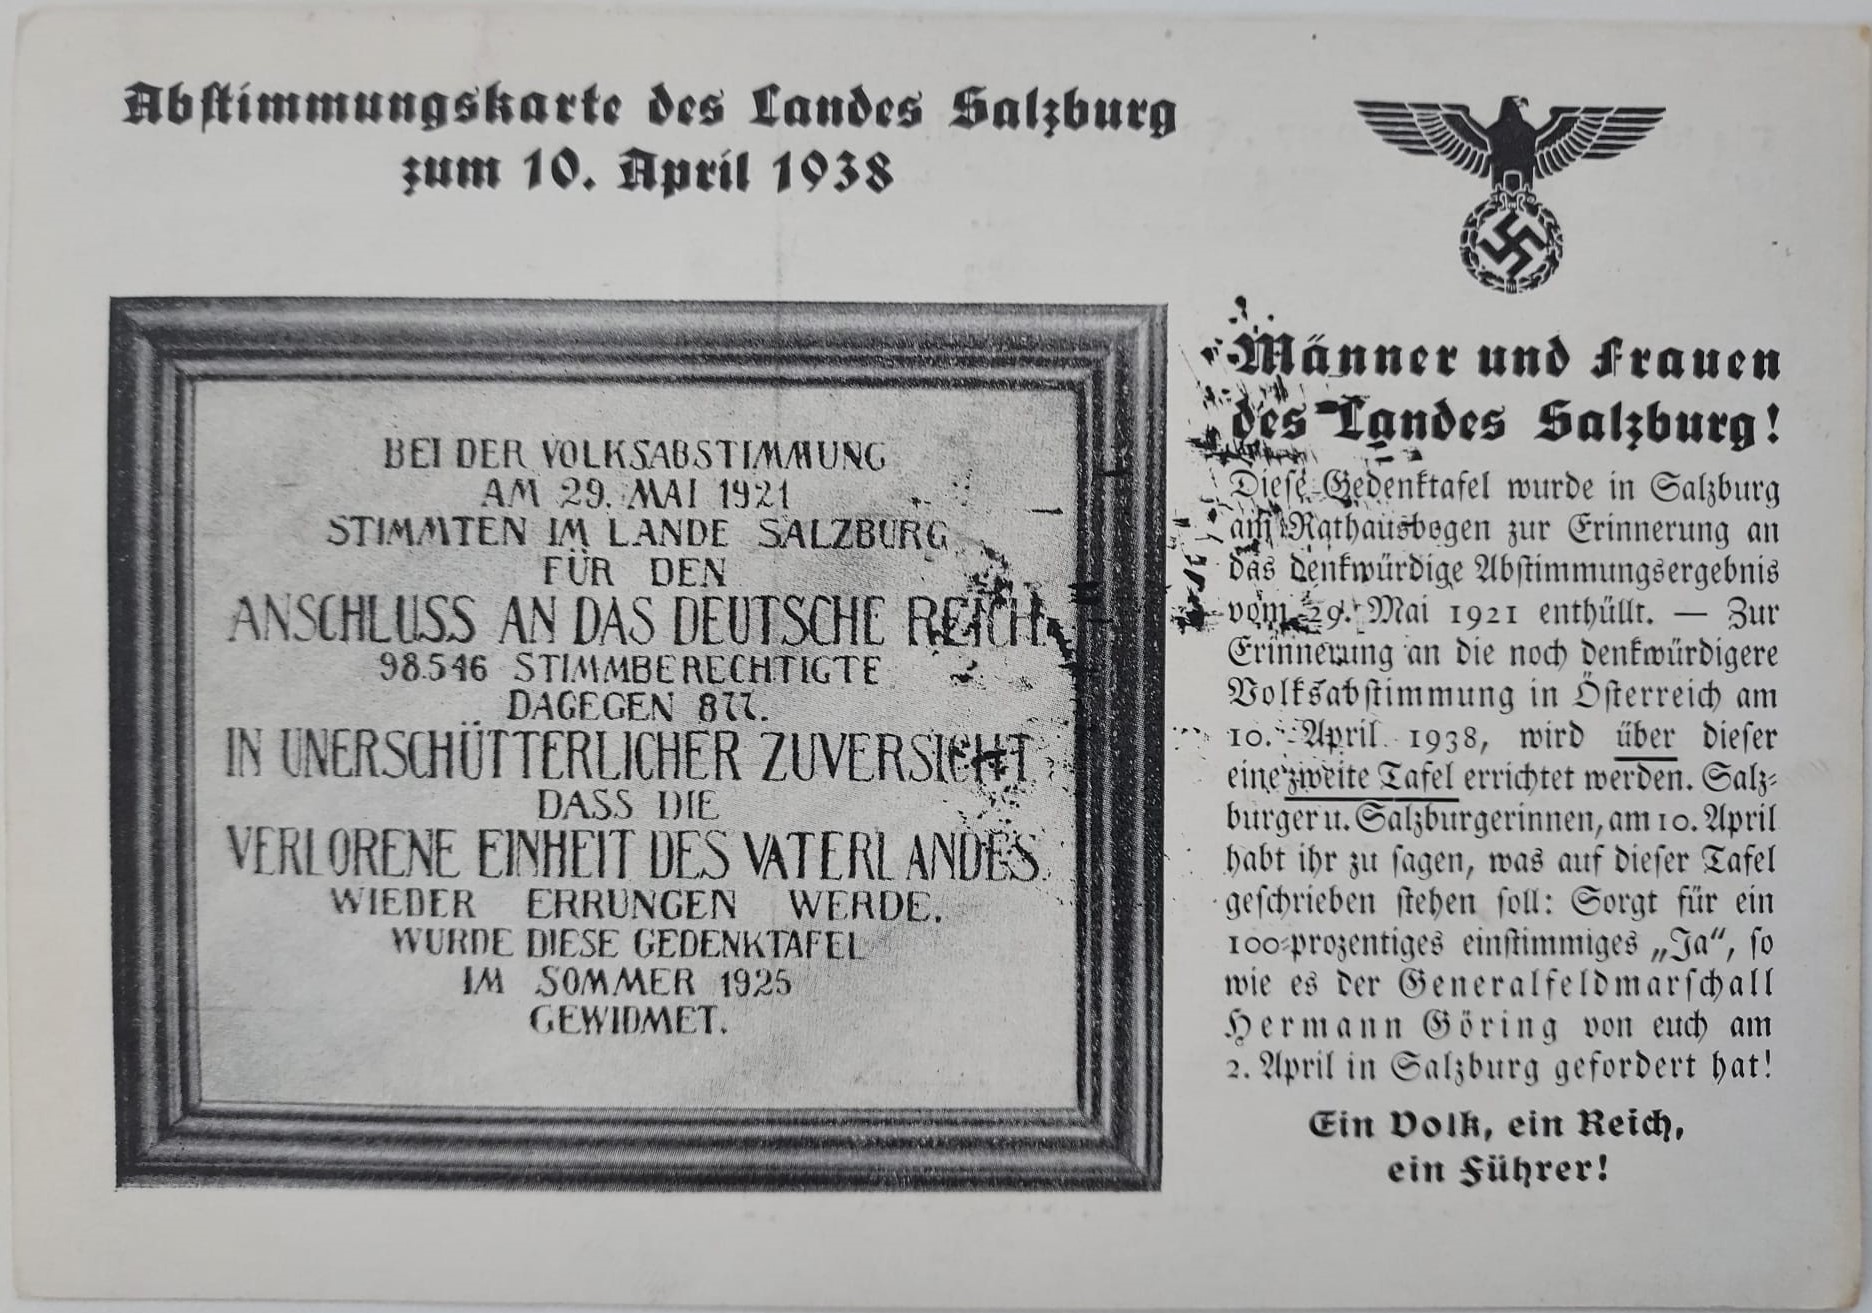 Abstimmungskarte des Landes Salzburg
zum 10. April 1938
BEI DER VOLKSABSTIMMUNG
AM 29. MAI 1921
STIMMTEN IM LANDE SALZBURG
FÜR DEN
ANSCHLUSS AN DAS DEUTSCHE REICH
98.546 STIMMBERECHTIGTE
DAGEGEN 877.
IN UNERSCHÜTTERLICHER ZUVERSICHT
DASS DIE
VERLORENE EINHEIT DES VATERLANDES
WIEDER ERRUNGEN WERDE.
WURDE DIESE GEDENKTAFEL
IM SOMMER 1925
GEWIDMET.
Männer und Frauen
des Landes Salzburg!
Diese Gedenktafel wurde in Salzburg
am Rathausbogen zur Erinnerung an
das denkwürdige Abstimmungsergebnis
vom 29. Mai 1921 enthüllt. — Zur
Erinnerung an die noch denkwürdigere
Volksabstimmung in Österreich am
10. April 1938, wird über dieser
eine zweite Tafel errichtet werden. Salz-
burger u. Salzburgerinnen, am 10. April
habt ihr zu sagen, was auf dieser Tafel
geschrieben stehen soll: Sorgt für ein
100-prozentiges einstimmiges „Ja“, so
wie es der Generalfeldmarschall
Hermann Göring von euch am
2. April in Salzburg gefordert hat!
Ein Volk, ein Reich,
ein Führer!